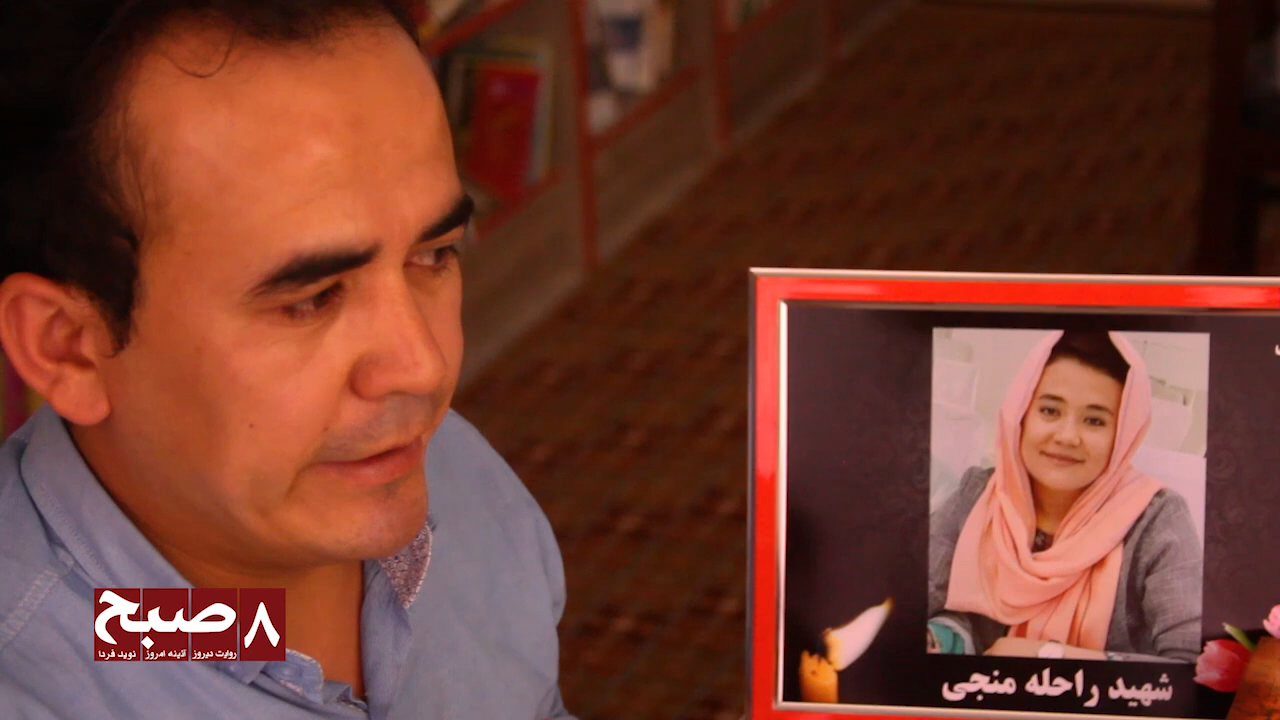 شهید راحله منجی
۸صبح
روایت دیروز آئینه امروز نوید فردا